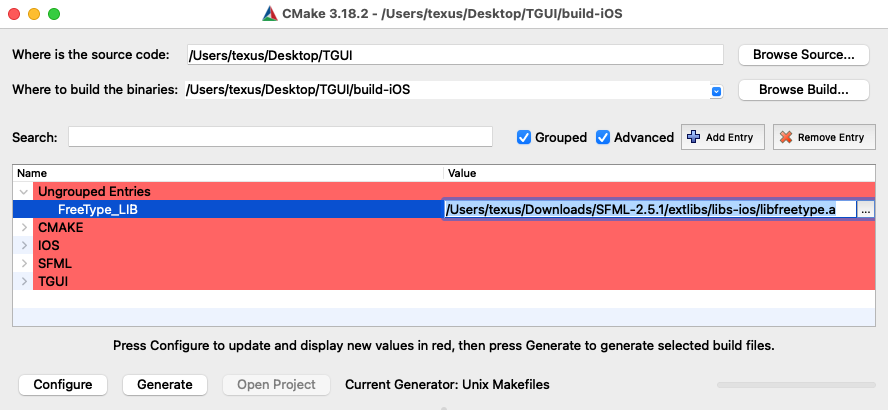 CMake 3.18.2 - /Users/texus/Desktop/TGUI/build-iOS
Where is the source code: /Users/texus/Desktop/TGUI Browse Source...
Where to build the binaries: /Users/texus/Desktop/TGUI/build-iOS Browse Build...
Search: Grouped Advanced Add Entry Remove Entry
Name Value
Ungrouped Entries
FreeType_LIB /Users/texus/Downloads/SFML-2.5.1/extlibs/libs-ios/libfreetype.a ...
CMAKE
IOS
SFML
TGUI
Press Configure to update and display new values in red, then press Generate to generate selected build files.
Configure Generate Open Project Current Generator: Unix Makefiles